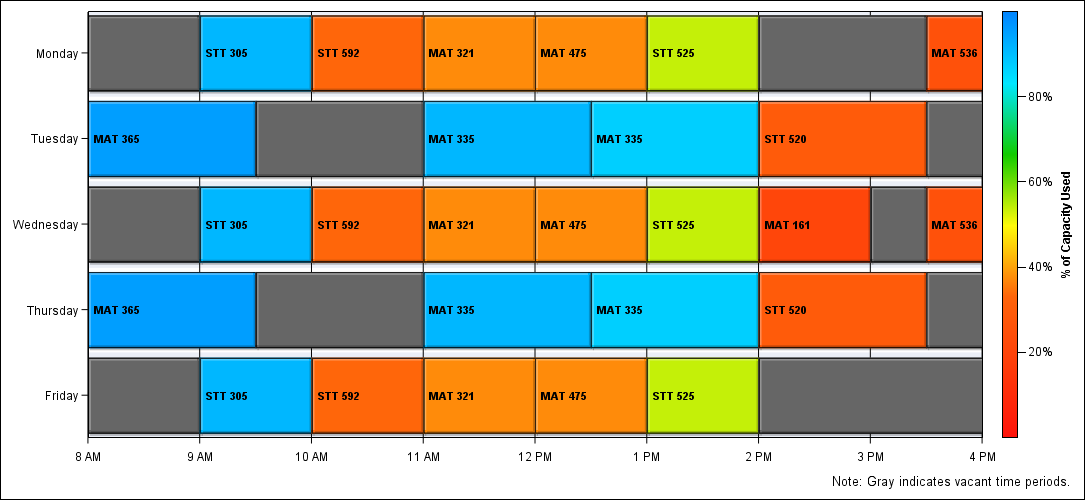 Monday STT 305 STT 592 MAT 321 MAT 475 STT 525 MAT 536
80%
Tuesday MAT 365 MAT 335 MAT 335 STT 520
60%
Wednesday STT 305 STT 592 MAT 321 MAT 475 STT 525 MAT 161 MAT 536
% of Capacity Used
40%
Thursday MAT 365 MAT 335 MAT 335 STT 520
20%
Friday STT 305 STT 592 MAT 321 MAT 475 STT 525
8 AM 9 AM 10 AM 11 AM 12 PM 1 PM 2 PM 3 PM 4 PM
Note: Gray indicates vacant time periods.